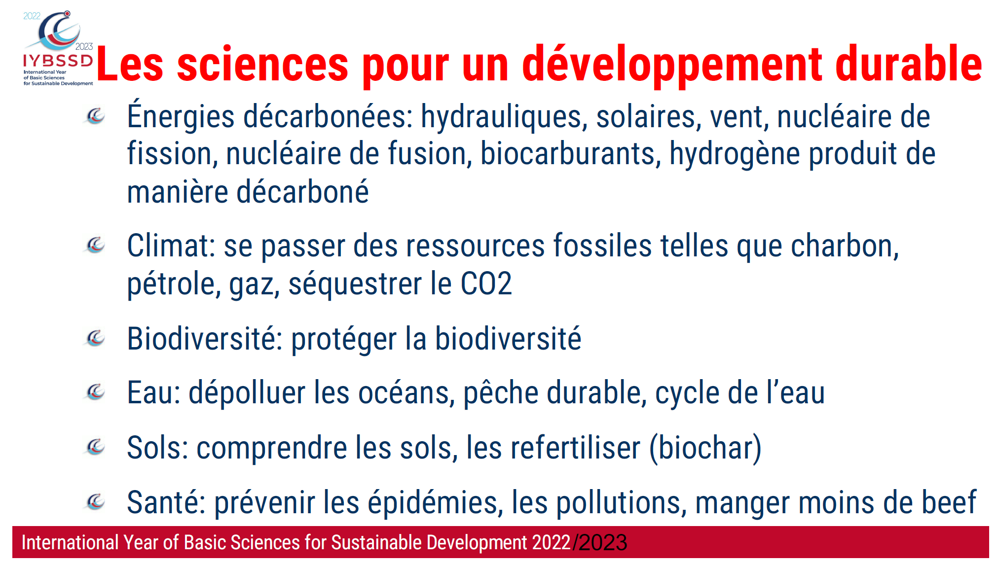 2022
2023
IYBSSD
International Year
of Basic Sciences
for Sustainable Development
Les sciences pour un développement durable
Énergies décarbonées: hydrauliques, solaires, vent, nucléaire de
fission, nucléaire de fusion, biocarburants, hydrogène produit de
manière décarboné
Climat: se passer des ressources fossiles telles que charbon,
pétrole, gaz, séquestrer le CO2
Biodiversité: protéger la biodiversité
Eau: dépolluer les océans, pêche durable, cycle de l’eau
Sols: comprendre les sols, les refertiliser (biochar)
Santé: prévenir les épidémies, les pollutions, manger moins de beef
International Year of Basic Sciences for Sustainable Development 2022/2023